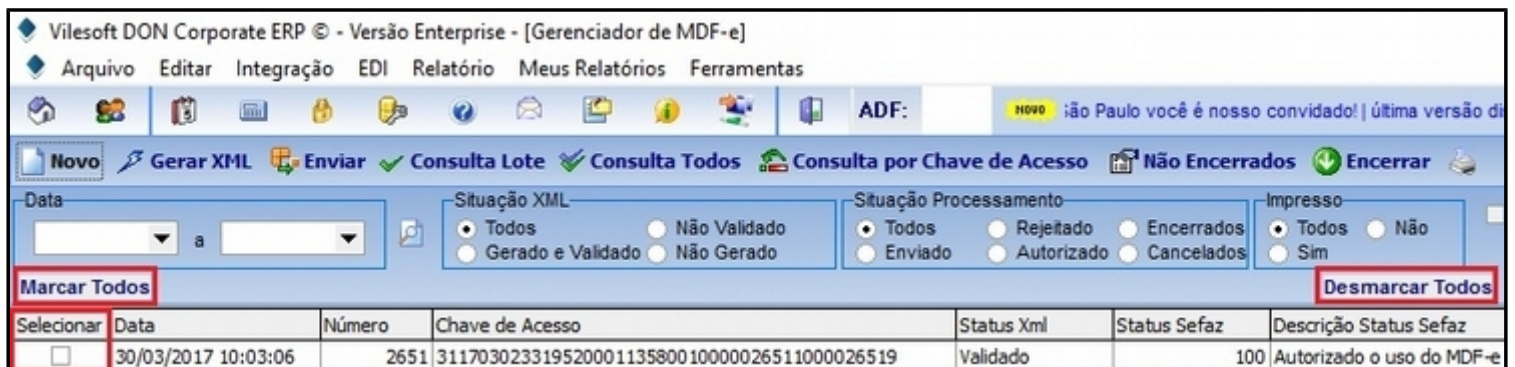 Vilesoft DON Corporate ERP © - Versão Enterprise - [Gerenciador de MDF-e]
Arquivo Editar Integração EDI Relatório Meus Relatórios Ferramentas
ADF: NOVO ião Paulo você é nosso convidado! | última versão di
Novo Gerar XML Enviar Consulta Lote Consulta Todos Consulta por Chave de Acesso Não Encerrados Encerrar
Data Situação XML Situação Processamento Impresso
Todos Não Validado Todos Rejeitado Encerrados Todos Não
a
Gerado e Validado Não Gerado Enviado Autorizado Cancelados Sim
Marcar Todos Desmarcar Todos
Selecionar Data Número Chave de Acesso Status Xml Status Sefaz Descrição Status Sefaz
30/03/2017 10:03:06 2651 31170302331952000113580010000026511000026519 Validado 100 Autorizado o uso do MDF-e